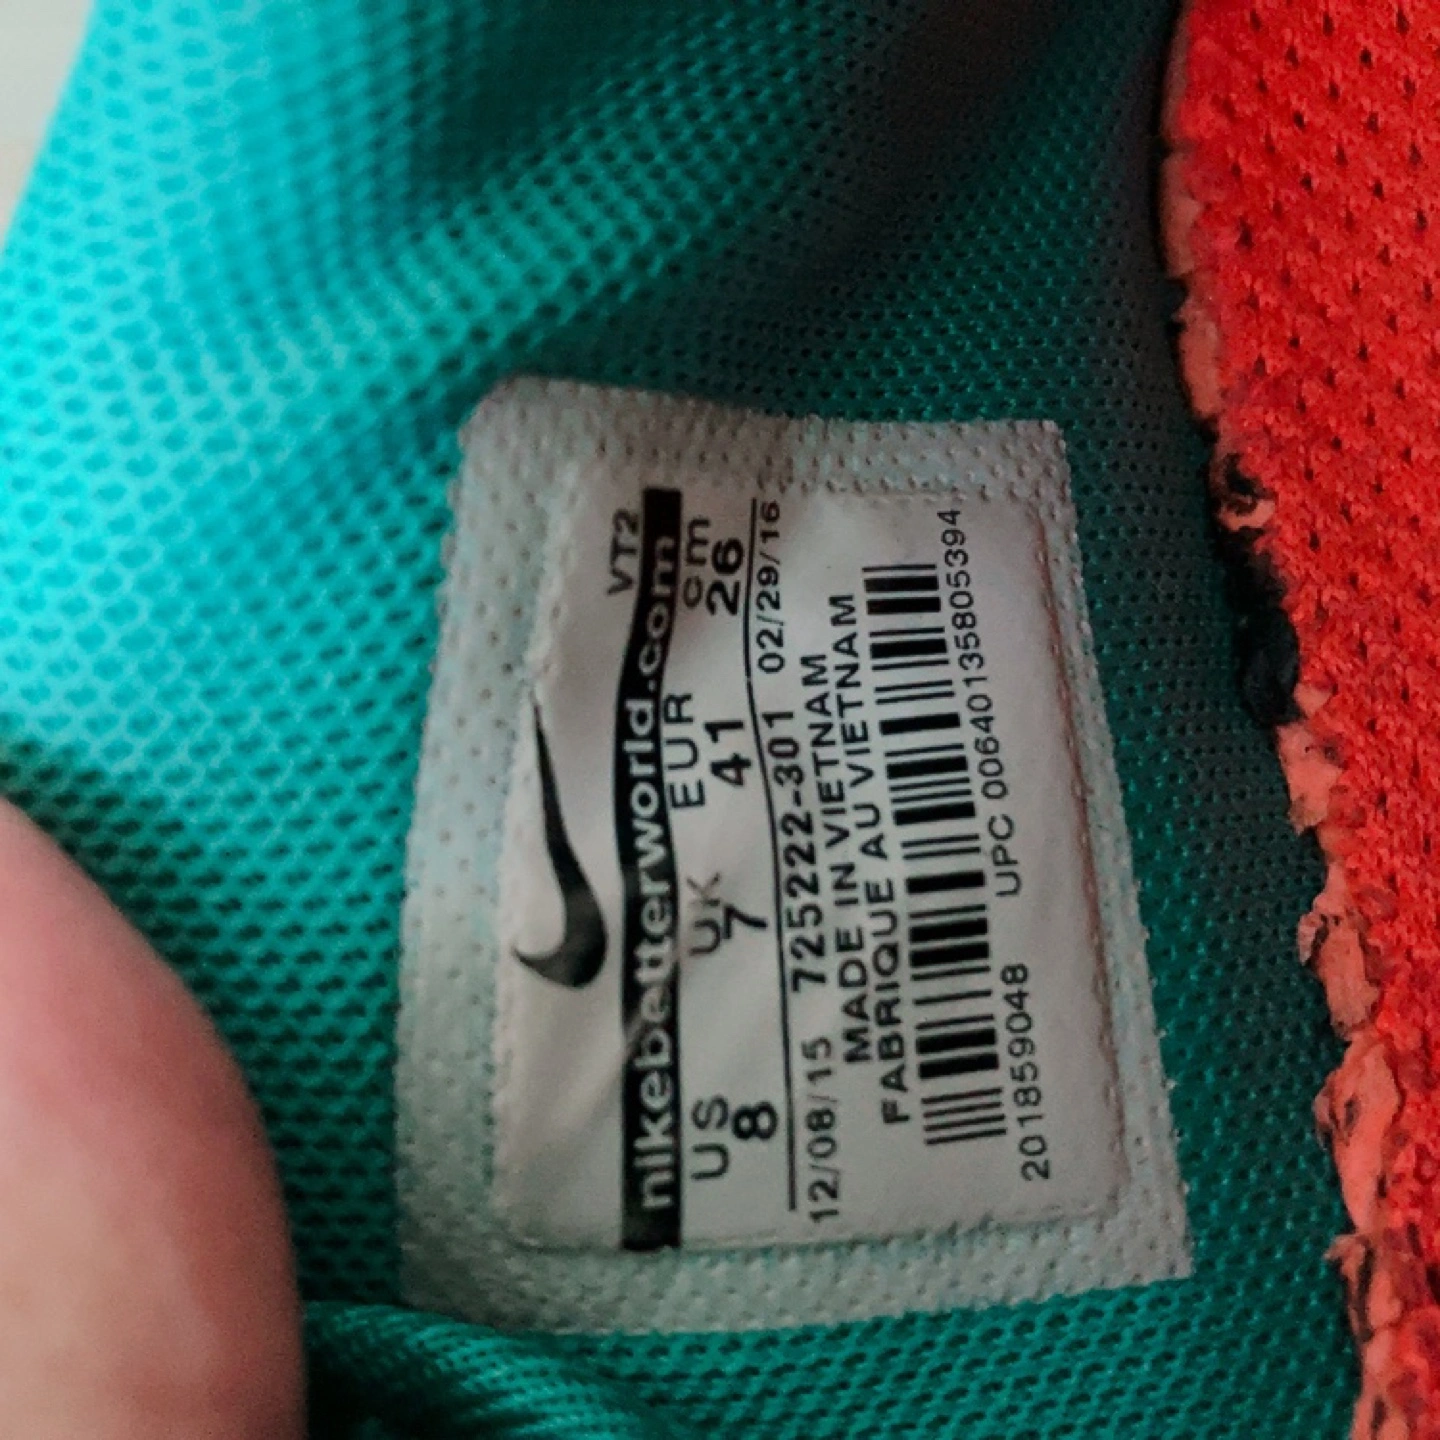 VT2
nikebetterworld.com
US UK EUR cm
8 7 41 26
12/08/15 725222-301 02/29/16
MADE IN VIETNAM
FABRIQUE AU VIETNAM
201859048 UPC 00640135805394